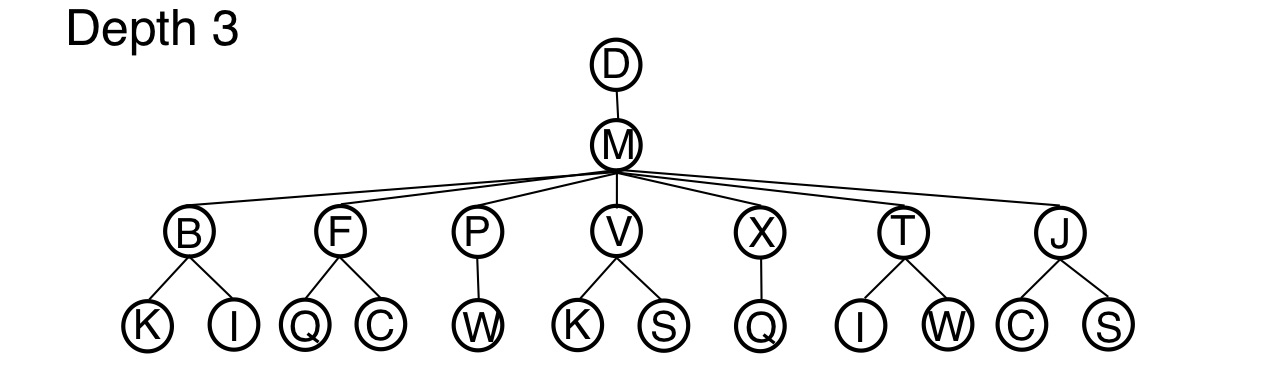 Depth 3
D
M
B F P V X T J
K I Q C W K S Q I W C S